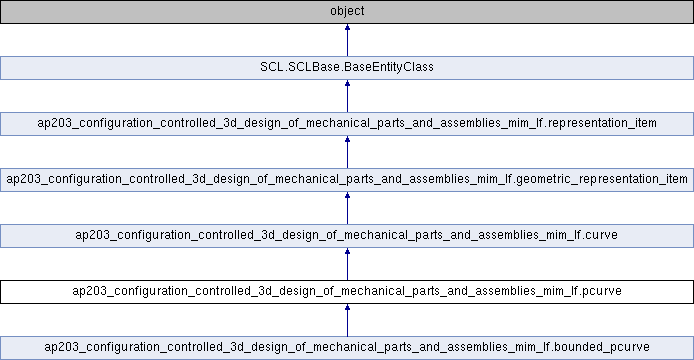 object
SCL.SCLBase.BaseEntityClass
ap203_configuration_controlled_3d_design_of_mechanical_parts_and_assemblies_mim_lf.representation_item
ap203_configuration_controlled_3d_design_of_mechanical_parts_and_assemblies_mim_lf.geometric_representation_item
ap203_configuration_controlled_3d_design_of_mechanical_parts_and_assemblies_mim_lf.curve
ap203_configuration_controlled_3d_design_of_mechanical_parts_and_assemblies_mim_lf.pcurve
ap203_configuration_controlled_3d_design_of_mechanical_parts_and_assemblies_mim_lf.bounded_pcurve